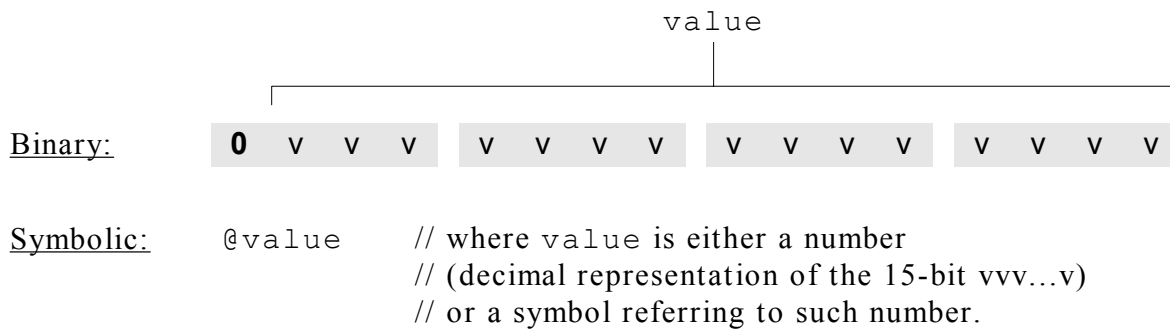 value
Binary: 0 v v v v v v v v v v v v v v v
Symbolic: @value // where value is either a number
// (decimal representation of the 15-bit vvv...v)
// or a symbol referring to such number.